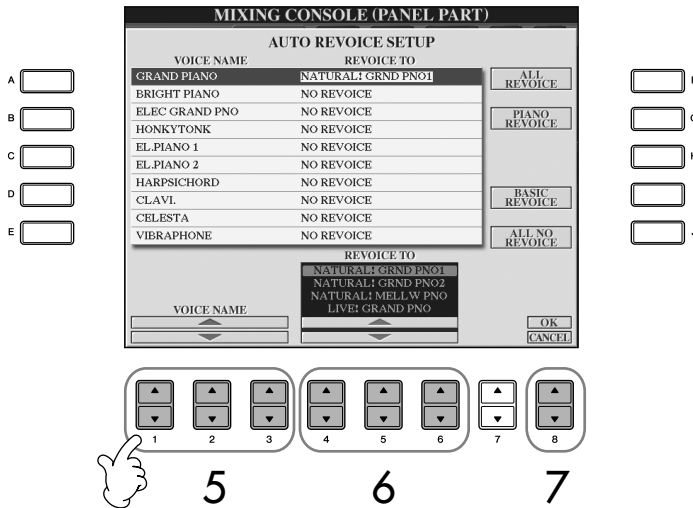 MIXING CONSOLE (PANEL PART)
AUTO REVOICE SETUP
VOICE NAME REVOICE TO
GRAND PIANO NATURAL! GRND PNO1
BRIGHT PIANO NO REVOICE
ELEC GRAND PNO NO REVOICE
HONKYTONK NO REVOICE
EL.PIANO 1 NO REVOICE
EL.PIANO 2 NO REVOICE
HARPSICHORD NO REVOICE
CLAVI. NO REVOICE
CELESTA NO REVOICE
VIBRAPHONE NO REVOICE
ALL
REVOICE
PIANO
REVOICE
BASIC
REVOICE
ALL NO
REVOICE
REVOICE TO
NATURAL! GRND PNO1
NATURAL! GRND PNO2
NATURAL! MELLW PNO
LIVE! GRAND PNO
VOICE NAME
OK
CANCEL
A
B
C
D
E
1 2 3 4 5 6 7 8
5 6 7